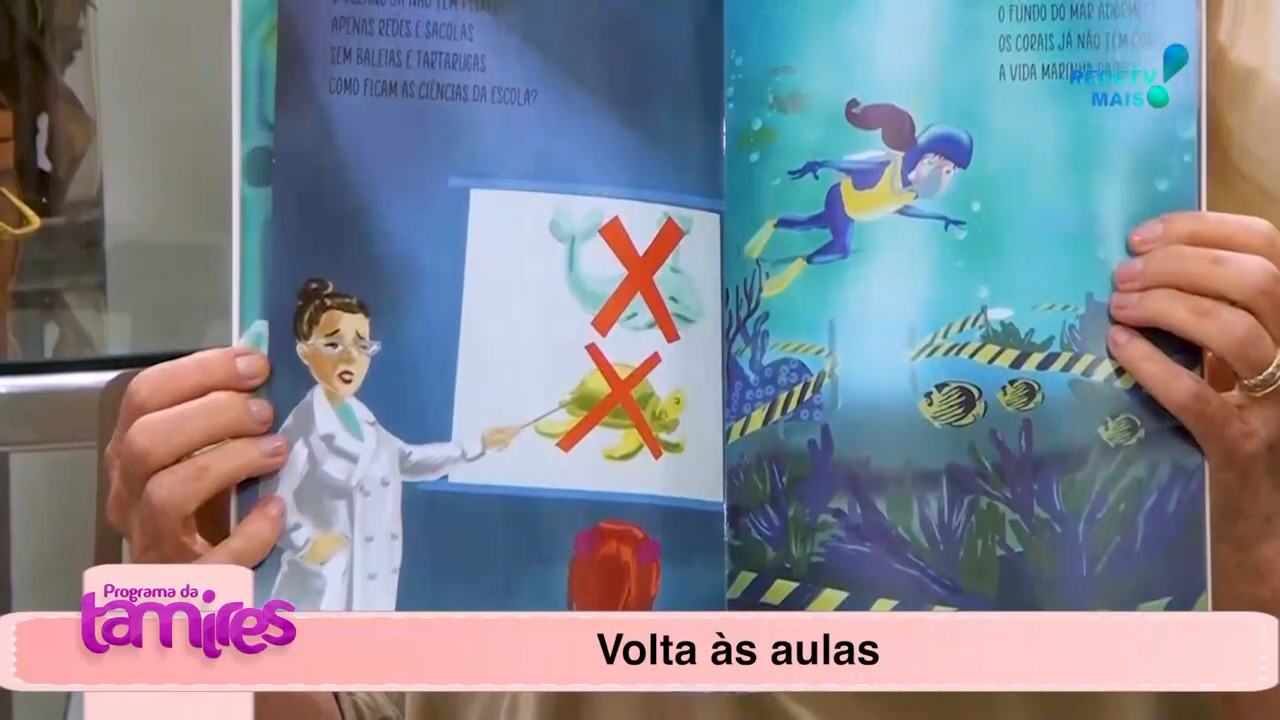 APENAS REDES E SACOLAS
SEM BALEIAS E TARTARUGAS
COMO FICAM AS CIÊNCIAS DA ESCOLA?
O FUNDO DO MAR
OS CORAIS JÁ NÃO TÊM
A VIDA MARINHA
REDETV!
MAIS
Programa da
tamires
Volta às aulas